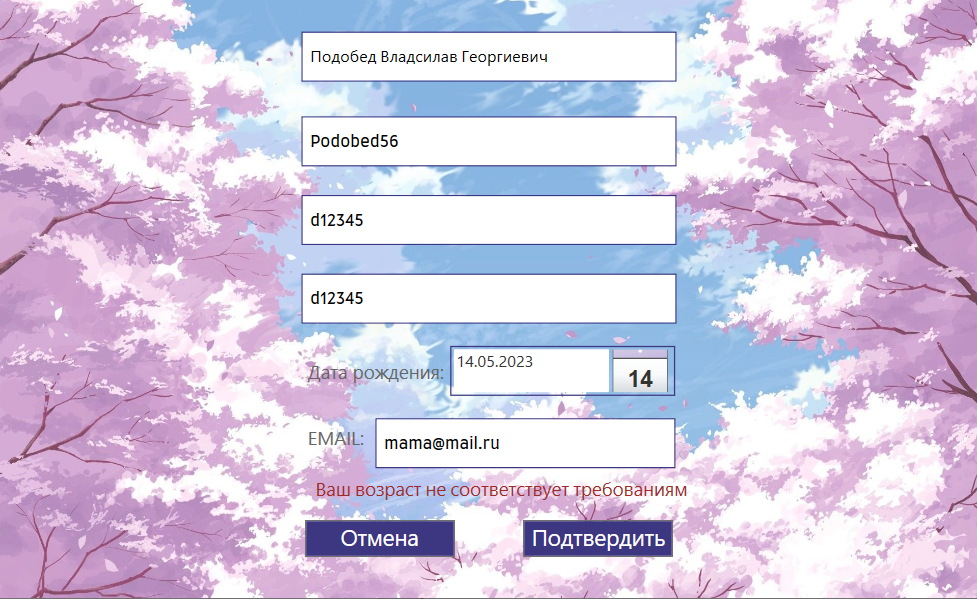 Подобед Владсилав Георгиевич
Podobed56
d12345
d12345
Дата рождения: 14.05.2023 14
EMAIL: mama@mail.ru
Ваш возраст не соответствует требованиям
Отмена Подтвердить